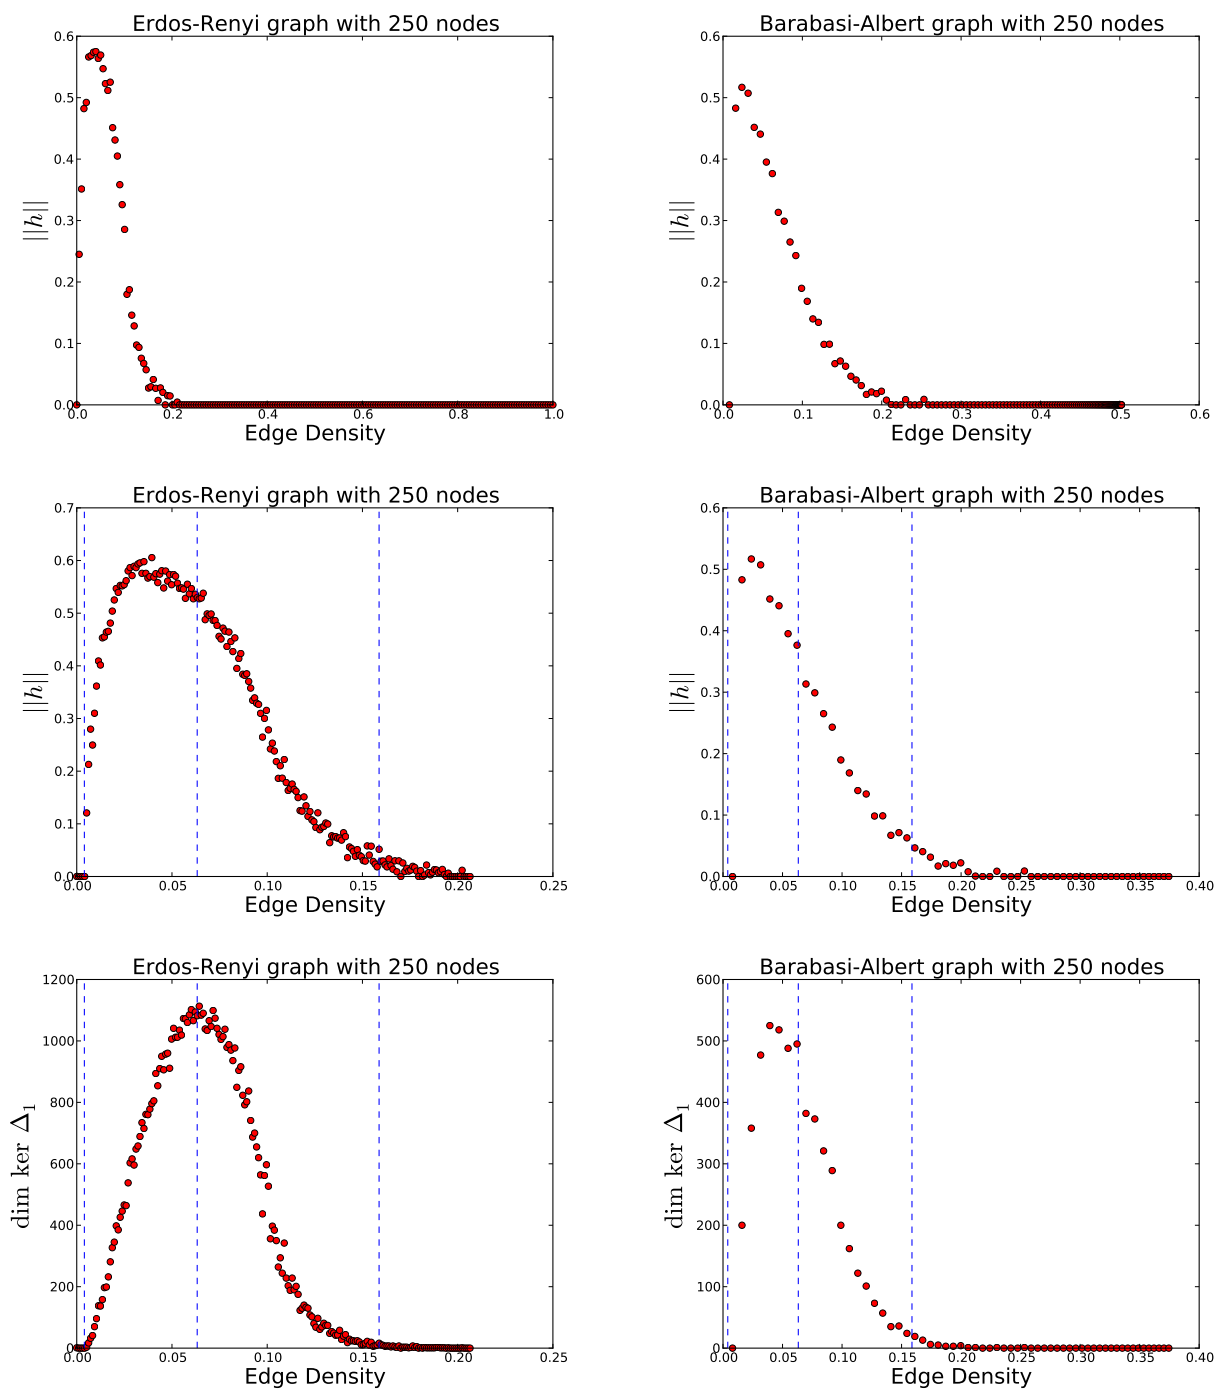 Erdos-Renyi graph with 250 nodes
0.6
0.5
0.4
0.3
0.2
0.1
0.0
||h||
0.0 0.2 0.4 0.6 0.8 1.0
Edge Density
Barabasi-Albert graph with 250 nodes
0.6
0.5
0.4
0.3
0.2
0.1
0.0
||h||
0.0 0.1 0.2 0.3 0.4 0.5 0.6
Edge Density
Erdos-Renyi graph with 250 nodes
0.7
0.6
0.5
0.4
0.3
0.2
0.1
0.0
||h||
0.00 0.05 0.10 0.15 0.20 0.25
Edge Density
Barabasi-Albert graph with 250 nodes
0.6
0.5
0.4
0.3
0.2
0.1
0.0
||h||
0.00 0.05 0.10 0.15 0.20 0.25 0.30 0.35 0.40
Edge Density
Erdos-Renyi graph with 250 nodes
1200
1000
800
600
400
200
0
dim ker Δ₁
0.00 0.05 0.10 0.15 0.20 0.25
Edge Density
Barabasi-Albert graph with 250 nodes
600
500
400
300
200
100
0
dim ker Δ₁
0.00 0.05 0.10 0.15 0.20 0.25 0.30 0.35 0.40
Edge Density